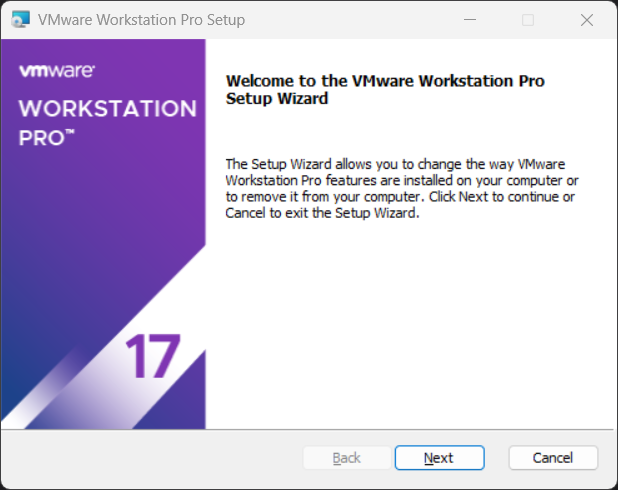 VMware Workstation Pro Setup
vmware®
WORKSTATION
PRO™
17
Welcome to the VMware Workstation Pro
Setup Wizard
The Setup Wizard allows you to change the way VMware
Workstation Pro features are installed on your computer or
to remove it from your computer. Click Next to continue or
Cancel to exit the Setup Wizard.
Back
Next
Cancel